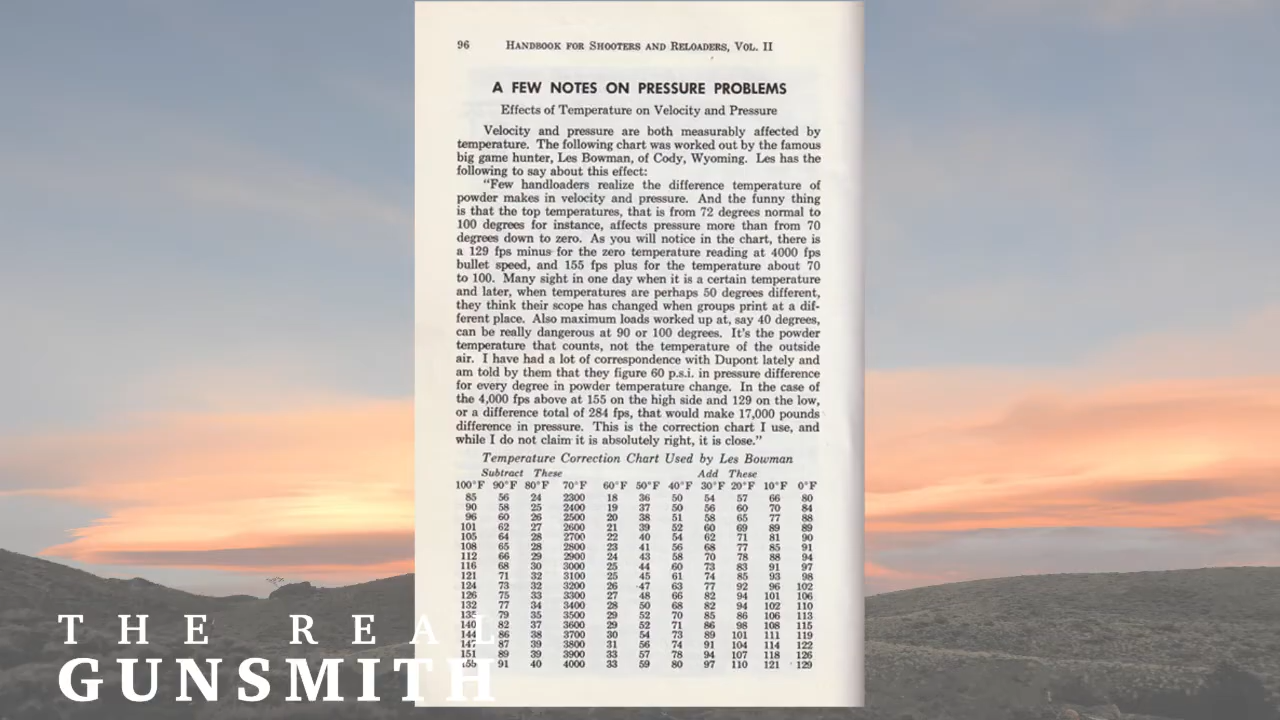 96 HANDBOOK FOR SHOOTERS AND RELOADERS, VOL. II
A FEW NOTES ON PRESSURE PROBLEMS
Effects of Temperature on Velocity and Pressure
Velocity and pressure are both measurably affected by
temperature. The following chart was worked out by the famous
big game hunter, Les Bowman, of Cody, Wyoming. Les has the
following to say about this effect:
"Few handloaders realize the difference temperature of
powder makes in velocity and pressure. And the funny thing
is that the top temperatures, that is from 72 degrees normal to
100 degrees for instance, affects pressure more than from 70
degrees down to zero. As you will notice in the chart, there is
a 129 fps minus for the zero temperature reading at 4000 fps
bullet speed, and 155 fps plus for the temperature about 70
to 100. Many sight in one day when it is a certain temperature
and later, when temperatures are perhaps 50 degrees different,
they think their scope has changed when groups print at a dif-
ferent place. Also maximum loads worked up at, say 40 degrees,
can be really dangerous at 90 or 100 degrees. It's the powder
temperature that counts, not the temperature of the outside
air. I have had a lot of correspondence with Dupont lately and
am told by them that they figure 60 p.s.i. in pressure difference
for every degree in powder temperature change. In the case of
the 4,000 fps above at 155 on the high side and 129 on the low,
or a difference total of 284 fps, that would make 17,000 pounds
difference in pressure. This is the correction chart I use, and
while I do not claim it is absolutely right, it is close."
Temperature Correction Chart Used by Les Bowman
Subtract These Add These
100°F 90°F 80°F 70°F 60°F 50°F 40°F 30°F 20°F 10°F 0°F
85 56 24 2300 18 36 50 54 57 66 80
90 58 25 2400 19 37 50 56 60 70 84
96 60 26 2500 20 38 51 58 65 77 88
101 62 27 2600 21 39 52 60 69 89 89
105 64 28 2700 22 40 54 62 71 81 90
108 65 28 2800 23 41 56 68 77 85 91
112 66 29 2900 24 43 58 70 78 88 94
116 68 30 3000 25 44 60 73 83 91 97
121 71 32 3100 25 45 61 74 85 93 98
124 73 32 3200 26 47 63 77 92 96 102
126 75 33 3300 27 48 66 82 94 101 106
132 77 34 3400 28 50 68 82 94 102 110
135 79 35 3500 29 52 70 85 86 106 113
140 82 37 3600 29 52 71 86 98 108 115
144 86 38 3700 30 54 73 89 101 111 119
147 89 39 3800 31 56 74 91 104 114 122
151 89 39 3900 33 57 78 94 107 118 126
155 91 40 4000 33 59 80 97 110 121 129
THE REAL
GUNSMITH